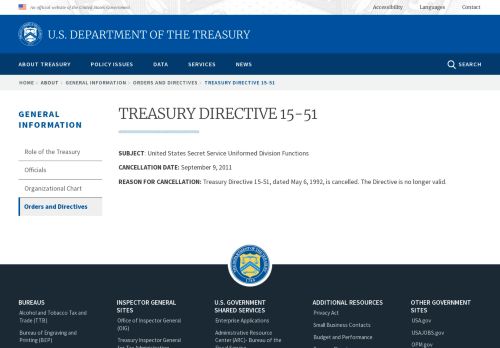 An official website of the United States Government
Accessibility Languages Contact
U.S. DEPARTMENT OF THE TREASURY
ABOUT TREASURY POLICY ISSUES DATA SERVICES NEWS SEARCH
HOME › ABOUT › GENERAL INFORMATION › ORDERS AND DIRECTIVES › TREASURY DIRECTIVE 15-51
GENERAL
INFORMATION
Role of the Treasury
Officials
Organizational Chart
Orders and Directives
TREASURY DIRECTIVE 15-51
SUBJECT: United States Secret Service Uniformed Division Functions
CANCELLATION DATE: September 9, 2011
REASON FOR CANCELLATION: Treasury Directive 15-51, dated May 6, 1992, is cancelled. The Directive is no longer valid.
BUREAUS
Alcohol and Tobacco Tax and
Trade (TTB)
Bureau of Engraving and
Printing (BEP)
INSPECTOR GENERAL
SITES
Office of Inspector General
(OIG)
Treasury Inspector General
U.S. GOVERNMENT
SHARED SERVICES
Enterprise Applications
Administrative Resource
Center (ARC)- Bureau of the
ADDITIONAL RESOURCES
Privacy Act
Small Business Contacts
Budget and Performance
OTHER GOVERNMENT
SITES
USA.gov
USAJOBS.gov
OPM.gov